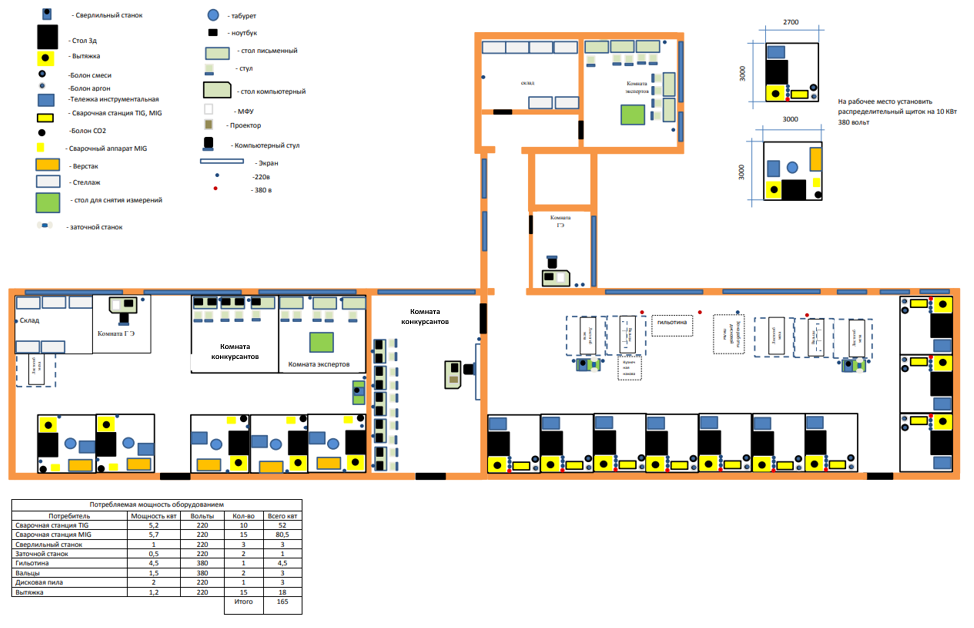 - Сверлильный станок
- Стол 3д
- Вытяжка
-Болон смеси
-Болон аргон
-Тележка инструментальная
- Сварочная станция TIG, MIG
-Болон СО2
- Сварочный аппарат MIG
- Верстак
- Стеллаж
- стол для снятия измерений
- заточной станок
- табурет
- ноутбук
- стол письменный
- стул
- стол компьютерный
- МФУ
- Проектор
- Компьютерный стул
- Экран
-220в
- 380 в
склад
Комната
экспертов
2700
3000
На рабочее место установить
распределительный щиток на 10 КВт
380 вольт
3000
3000
Комната
ГЭ
Склад
Комната Г Э
Комната
конкурсантов
Комната экспертов
Комната
конкурсантов
гильотина
Потребляемая мощность оборудованием
Потребитель Мощность квт Вольты Кол-во Всего квт
Сварочная станция TIG 5,2 220 10 52
Сварочная станция MIG 5,7 220 15 80,5
Сверлильный станок 1 220 3 3
Заточной станок 0,5 220 2 1
Гильотина 4,5 380 1 4,5
Вальцы 1,5 380 2 3
Дисковая пила 2 220 1 3
Вытяжка 1,2 220 15 18
Итого 165